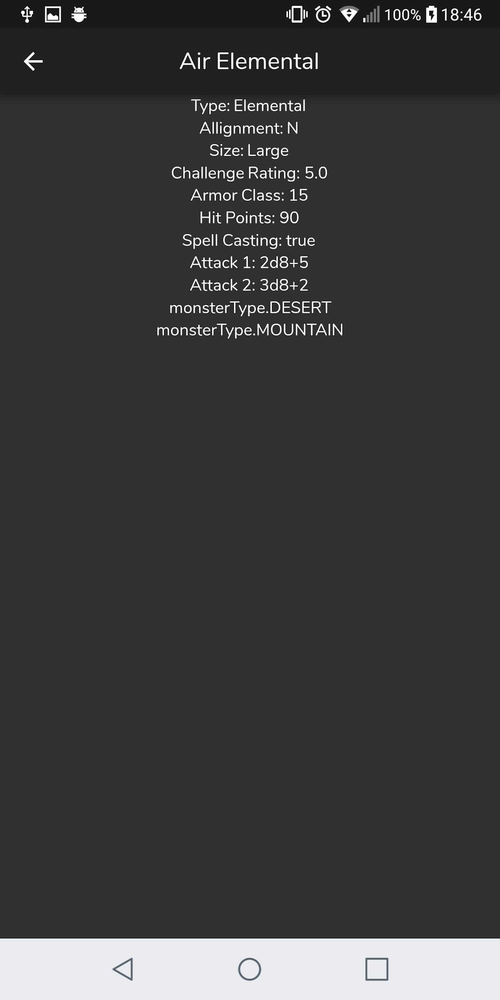 100% 18:46
Air Elemental
Type: Elemental
Allignment: N
Size: Large
Challenge Rating: 5.0
Armor Class: 15
Hit Points: 90
Spell Casting: true
Attack 1: 2d8+5
Attack 2: 3d8+2
monsterType.DESERT
monsterType.MOUNTAIN